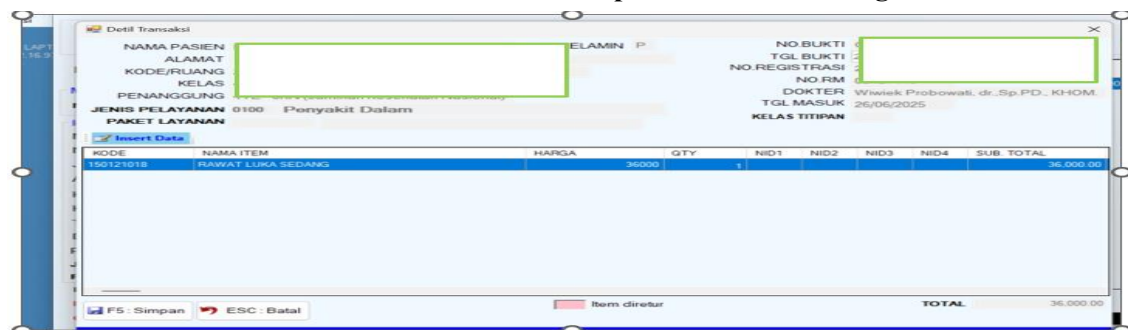 Detil Transaksi
NAMA PASIEN ELAMIN P NO.BUKTI
ALAMAT TGL BUKTI
KODE/RUANG NO.REGISTRASI
KELAS NO.RM
PENANGGUNG DOKTER Wiwiek Probowati, dr.,Sp.PD., KHOM.
JENIS PELAYANAN 0100 Penyakit Dalam TGL MASUK 26/06/2025
PAKET LAYANAN KELAS TITIPAN
Insert Data
KODE NAMA ITEM HARGA QTY NID1 NID2 NID3 NID4 SUB. TOTAL
150121018 RAWAT LUKA SEDANG 36000 1 36.000.00
F5 : Simpan ESC : Batal Item diretur TOTAL 36.000.00